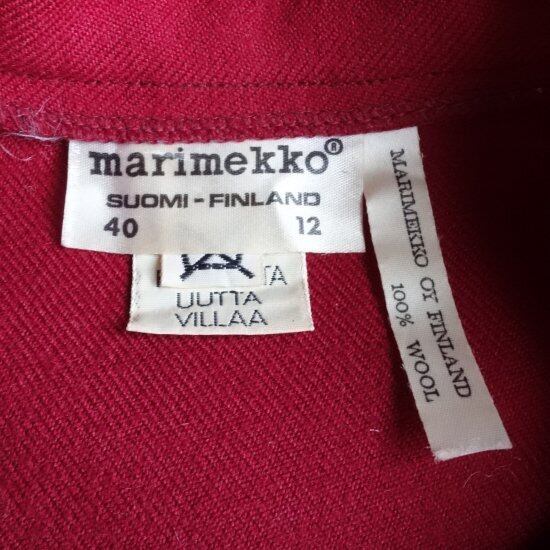 marimekko®
SUOMI - FINLAND
40 12
UUTTA
VILLAA
MARIMEKKO OY FINLAND
100% WOOL